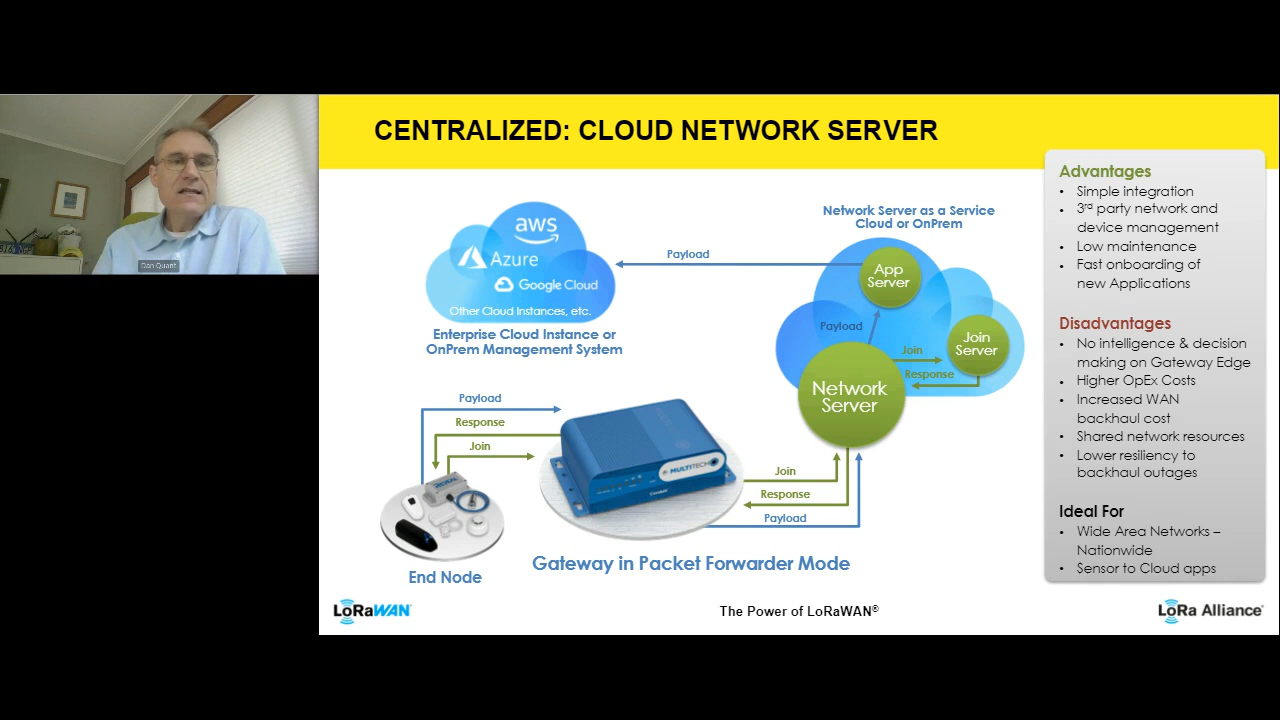 CENTRALIZED: CLOUD NETWORK SERVER
Dan Quant
aws
Azure
Google Cloud
Other Cloud Instances, etc.
Enterprise Cloud Instance or
OnPrem Management System
Payload
Network Server as a Service
Cloud or OnPrem
App
Server
Payload
Join
Server
Join
Response
Network
Server
Payload
Response
Join
MULTITECH
Join
Response
Payload
End Node
Gateway in Packet Forwarder Mode
Advantages
• Simple integration
• 3rd party network and
device management
• Low maintenance
• Fast onboarding of
new Applications
Disadvantages
• No intelligence & decision
making on Gateway Edge
• Higher OpEx Costs
• Increased WAN
backhaul cost
• Shared network resources
• Lower resiliency to
backhaul outages
Ideal For
• Wide Area Networks –
Nationwide
• Sensor to Cloud apps
LoRaWAN
The Power of LoRaWAN®
LoRa Alliance